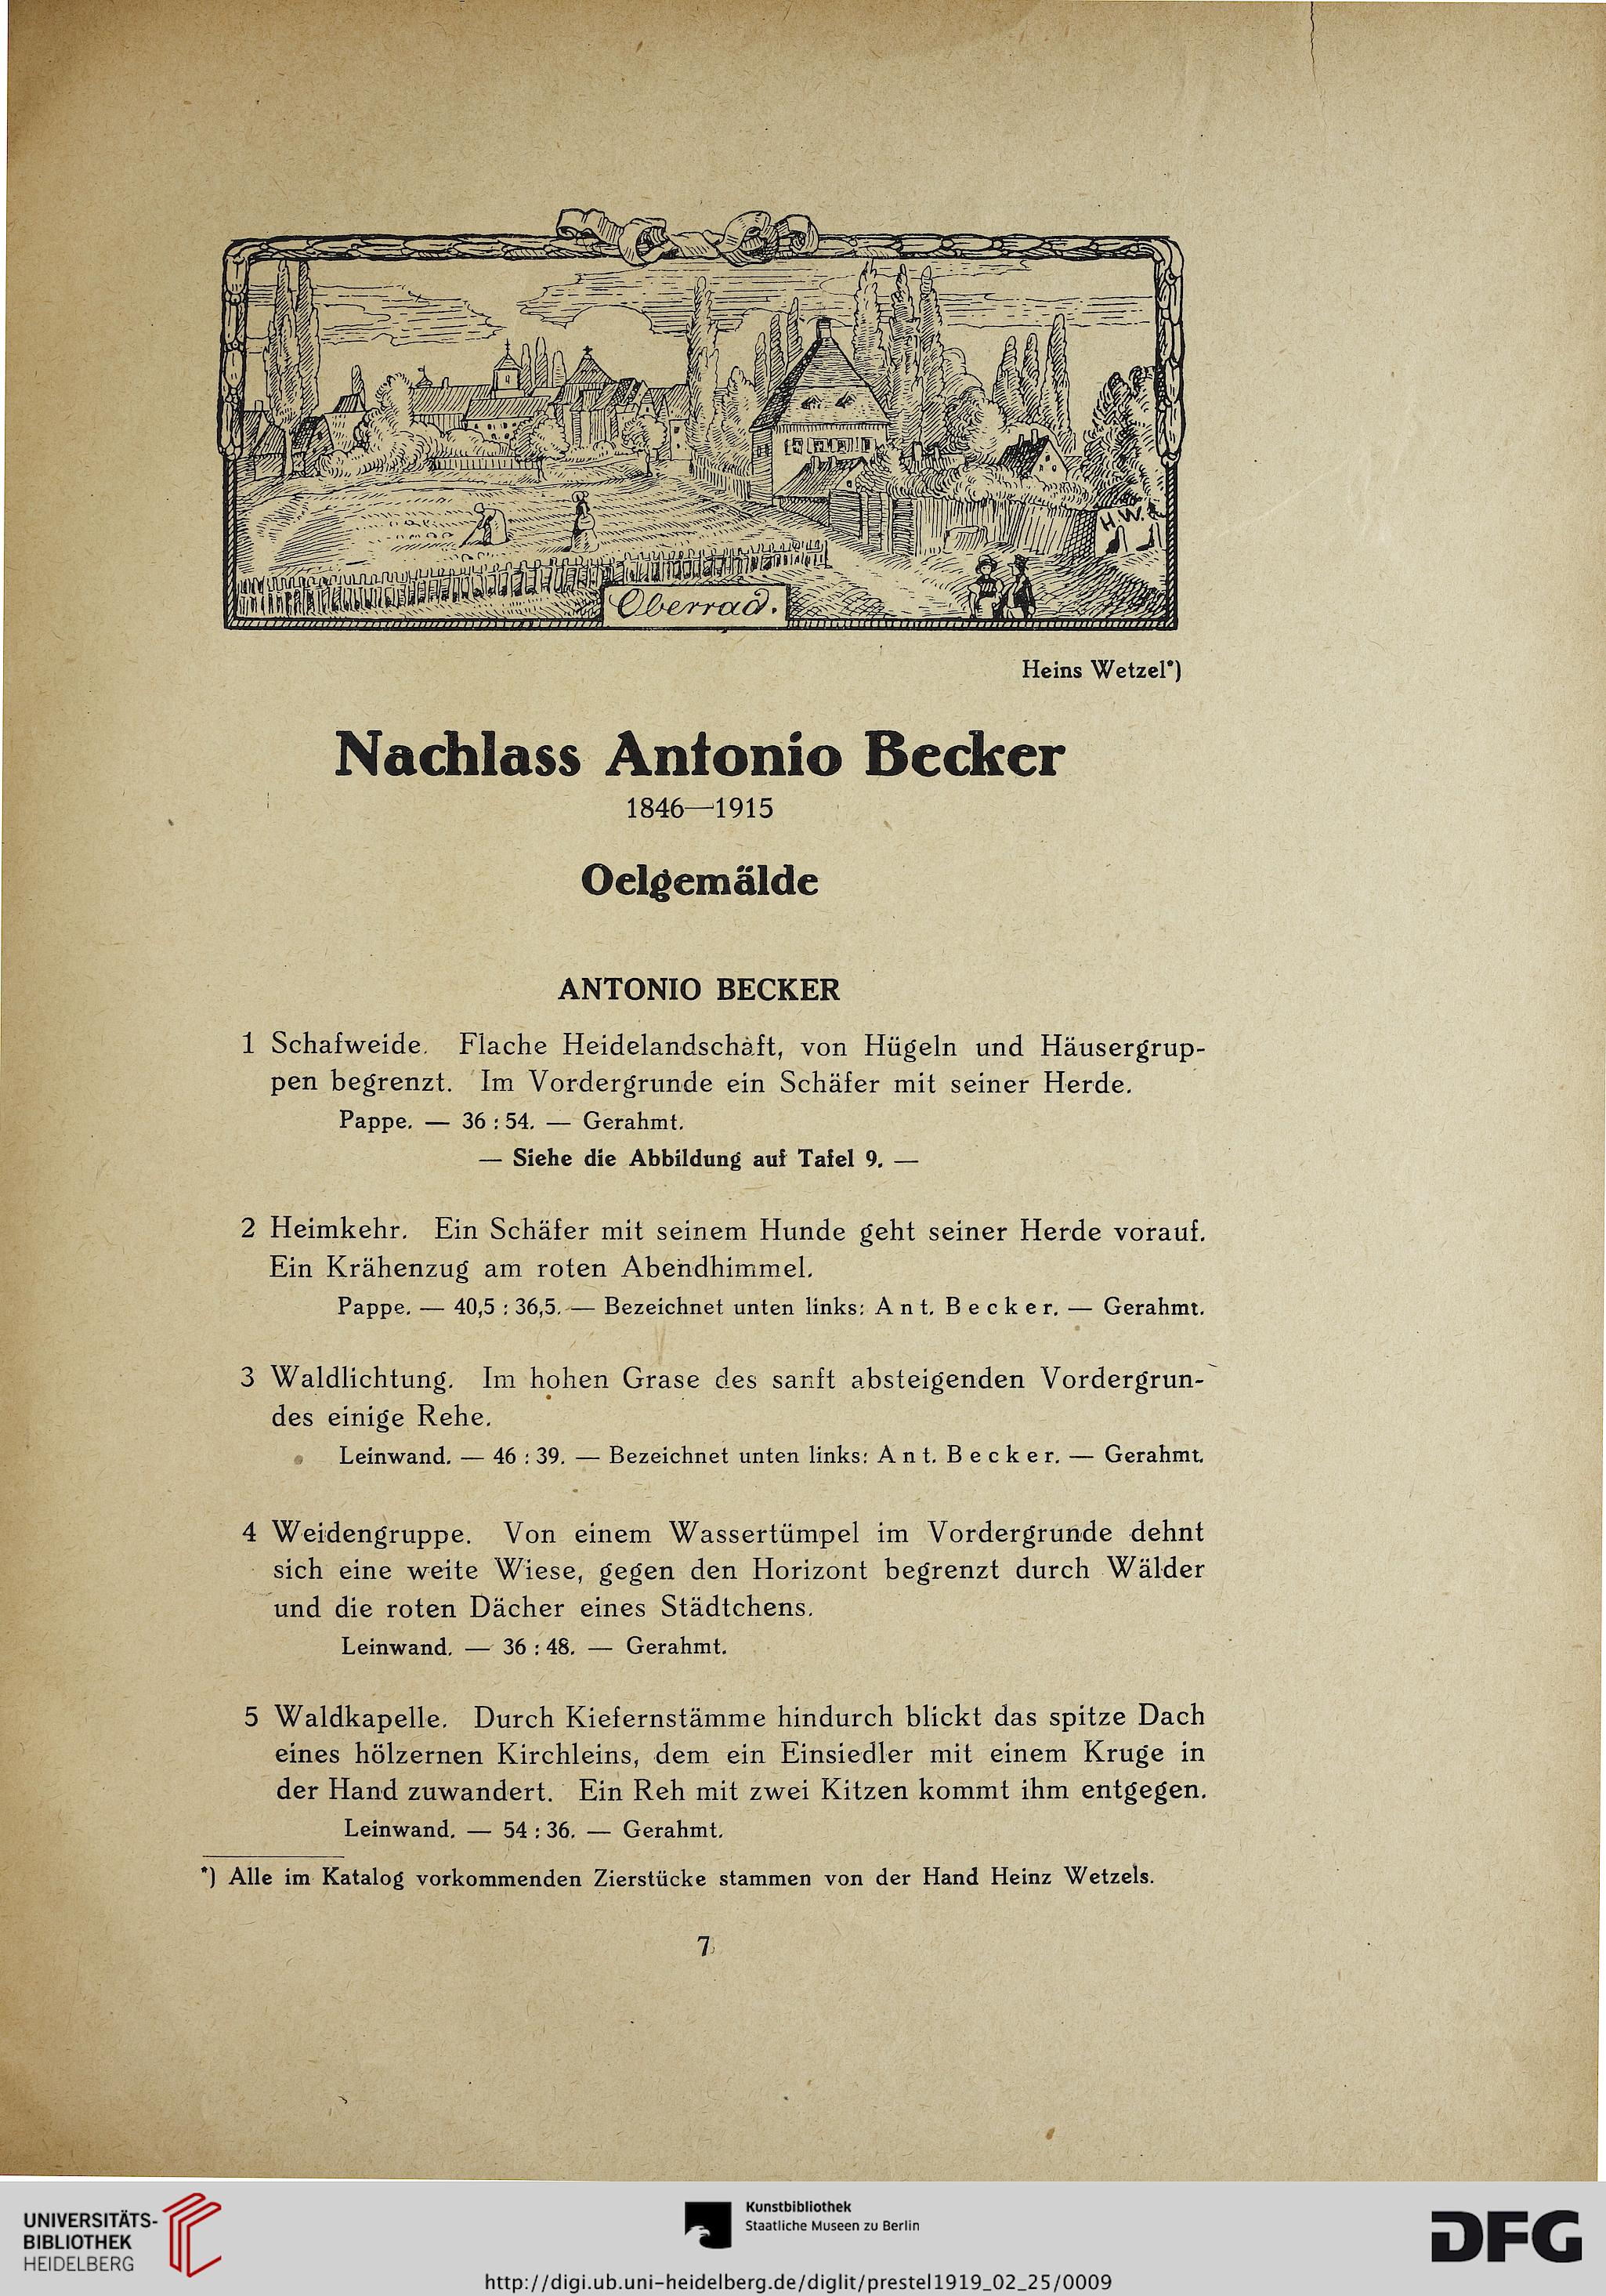 H. W.
Oberrad.
Heins Wetzel*)
Nachlass Antonio Becker
1846—1915
Oelgemälde
ANTONIO BECKER
1 Schafweide. Flache Heidelandschaft, von Hügeln und Häusergrup-
pen begrenzt. Im Vordergrunde ein Schäfer mit seiner Herde.
Pappe. — 36 : 54. — Gerahmt.
— Siehe die Abbildung auf Tafel 9. —
2 Heimkehr. Ein Schäfer mit seinem Hunde geht seiner Herde vorauf.
Ein Krähenzug am roten Abendhimmel.
Pappe. — 40,5 : 36,5. — Bezeichnet unten links: Ant. Becker. — Gerahmt.
3 Waldlichtung. Im hohen Grase des sanft absteigenden Vordergrun-
des einige Rehe.
Leinwand. — 46 : 39. — Bezeichnet unten links: Ant. Becker. — Gerahmt.
4 Weidengruppe. Von einem Wassertümpel im Vordergrunde dehnt
sich eine weite Wiese, gegen den Horizont begrenzt durch Wälder
und die roten Dächer eines Städtchens.
Leinwand. — 36 : 48. — Gerahmt.
5 Waldkapelle. Durch Kiefernstämme hindurch blickt das spitze Dach
eines hölzernen Kirchleins, dem ein Einsiedler mit einem Kruge in
der Hand zuwandert. Ein Reh mit zwei Kitzen kommt ihm entgegen.
Leinwand. — 54 : 36. — Gerahmt.
*) Alle im Katalog vorkommenden Zierstücke stammen von der Hand Heinz Wetzels.
7
UNIVERSITÄTS-
BIBLIOTHEK
HEIDELBERG
Kunstbibliothek
Staatliche Museen zu Berlin
DFG
http://digi.ub.uni-heidelberg.de/diglit/prestel1919_02_25/0009